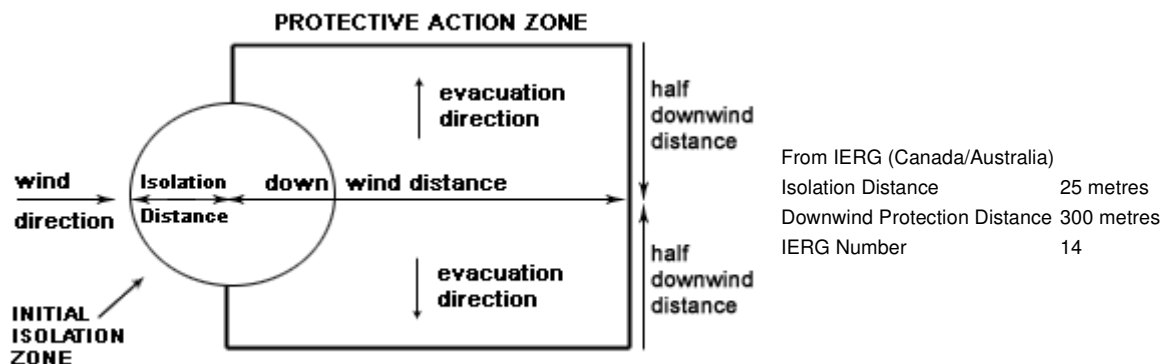 PROTECTIVE ACTION ZONE
evacuation
direction
half
downwind
distance
wind
direction
Isolation
Distance
down wind distance
evacuation
direction
half
downwind
distance
INITIAL
ISOLATION
ZONE
From IERG (Canada/Australia)
Isolation Distance 25 metres
Downwind Protection Distance 300 metres
IERG Number 14